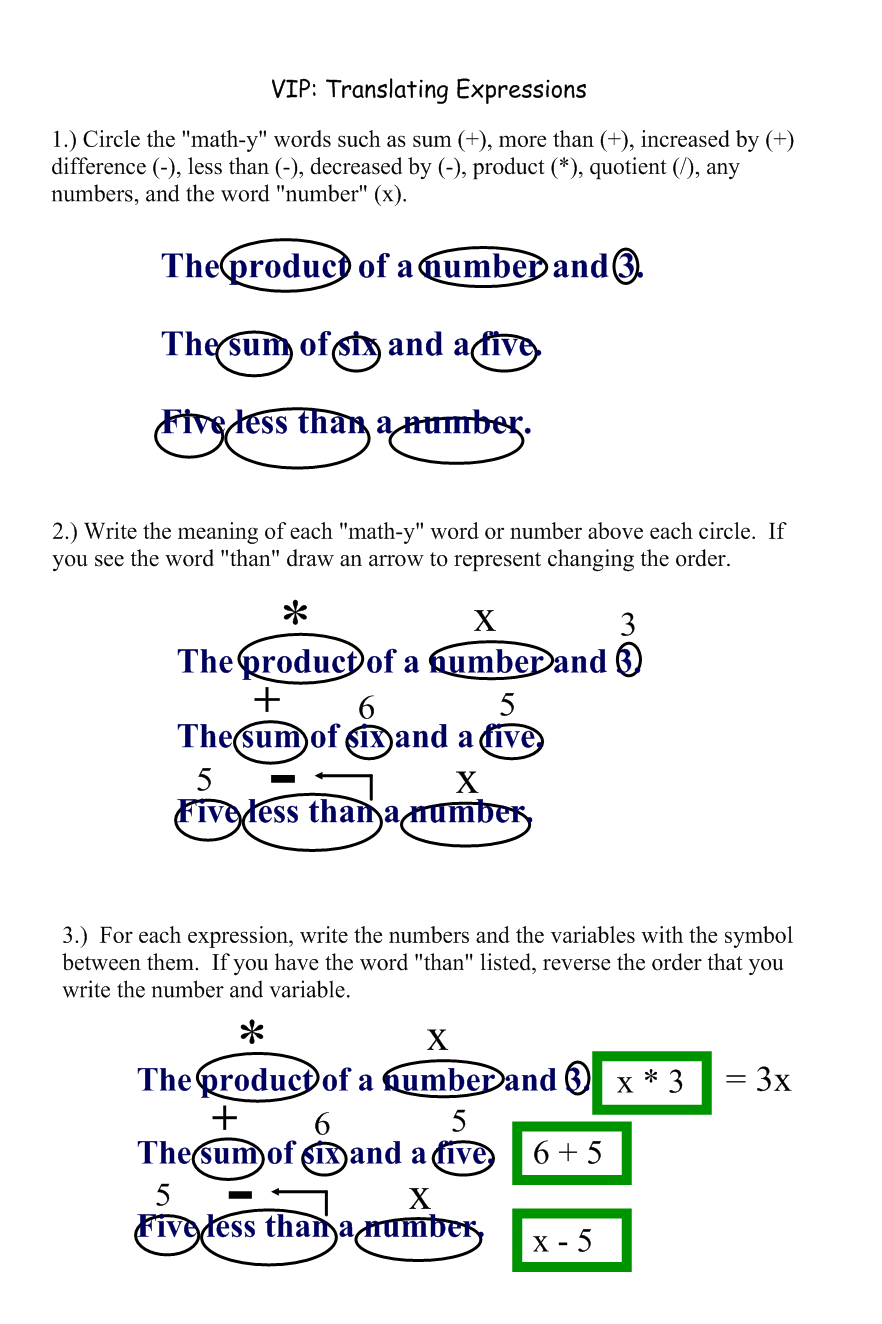 VIP: Translating Expressions
1.) Circle the "math-y" words such as sum (+), more than (+), increased by (+)
difference (-), less than (-), decreased by (-), product (*), quotient (/), any
numbers, and the word "number" (x).
The product of a number and 3.
The sum of six and a five.
Five less than a number.
2.) Write the meaning of each "math-y" word or number above each circle. If
you see the word "than" draw an arrow to represent changing the order.
* x 3
The product of a number and 3.
+ 6 5
The sum of six and a five.
5 - x
Five less than a number.
3.) For each expression, write the numbers and the variables with the symbol
between them. If you have the word "than" listed, reverse the order that you
write the number and variable.
* x
The product of a number and 3. x * 3 = 3x
+ 6 5
The sum of six and a five. 6 + 5
5 - x
Five less than a number. x - 5